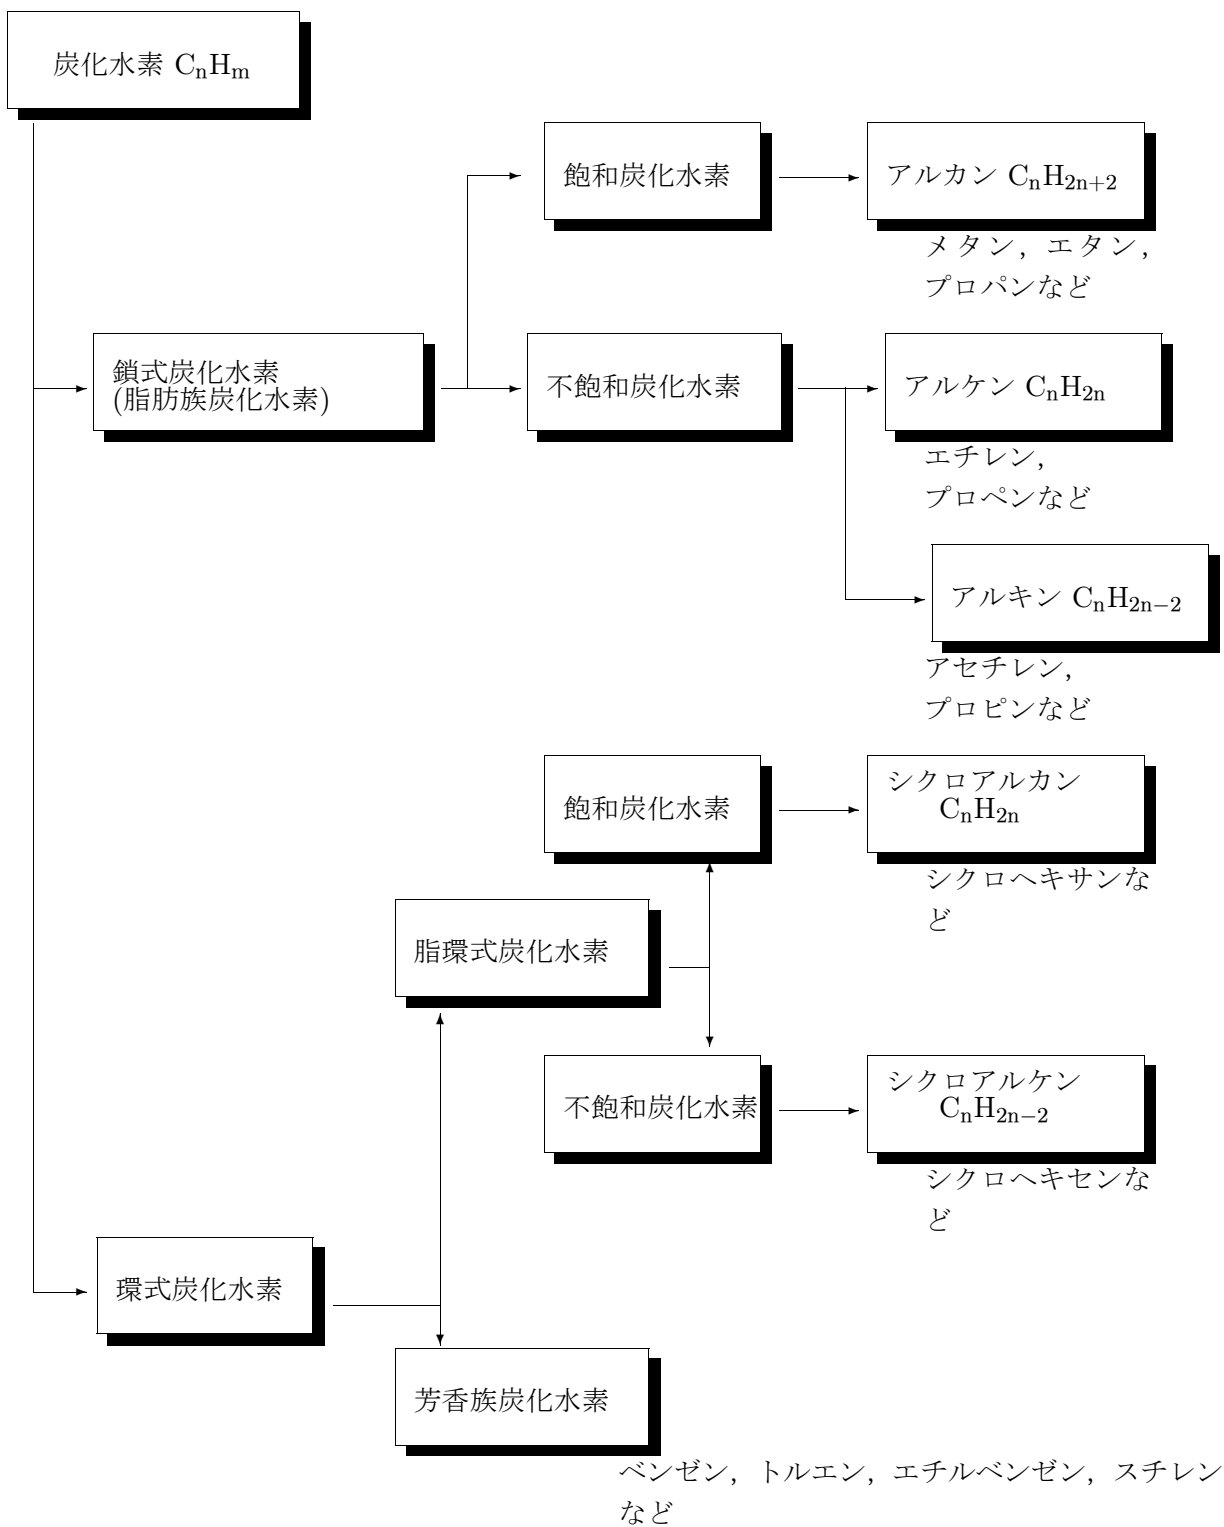 炭化水素 CnHm
飽和炭化水素
アルカン CnH2n+2
メタン, エタン,
プロパンなど
鎖式炭化水素
(脂肪族炭化水素)
不飽和炭化水素
アルケン CnH2n
エチレン,
プロペンなど
アルキン CnH2n−2
アセチレン,
プロピンなど
飽和炭化水素
シクロアルカン
CnH2n
シクロヘキサンな
ど
脂環式炭化水素
不飽和炭化水素
シクロアルケン
CnH2n−2
シクロヘキセンな
ど
環式炭化水素
芳香族炭化水素
ベンゼン, トルエン, エチルベンゼン, スチレン
など